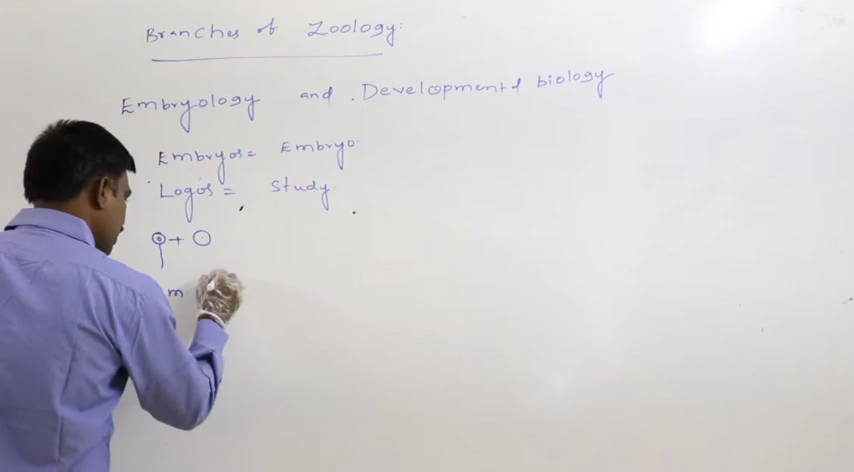 Branches of Zoology:
Embryology and Developmental biology
Embryos = Embryo.
Logos = Study.
+
m